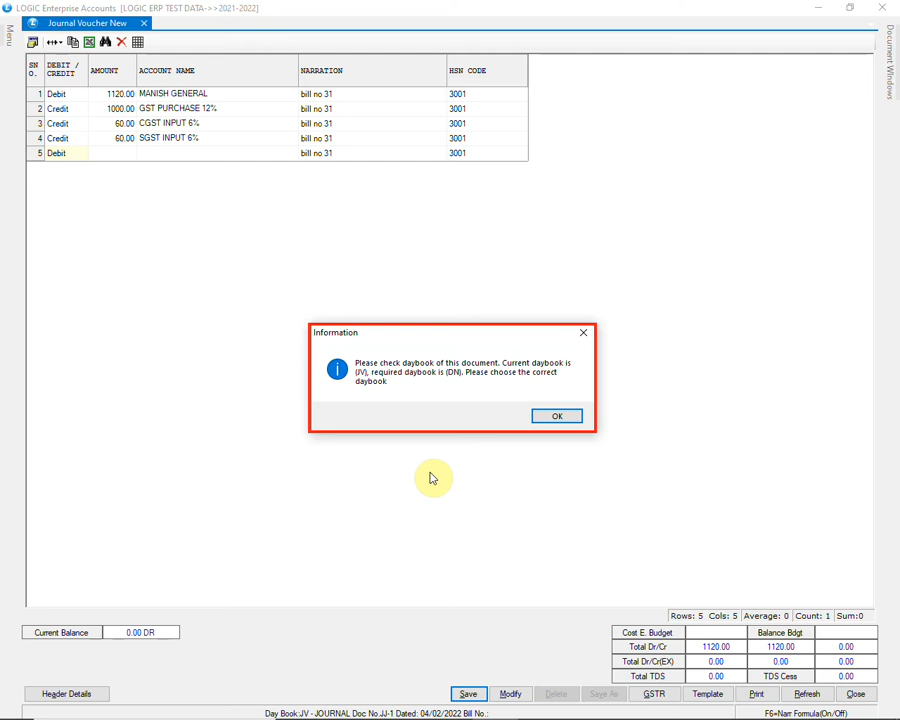 LOGIC Enterprise Accounts [LOGIC ERP TEST DATA->>2021-2022]
Menu
Journal Voucher New
Document Windows
SN O. DEBIT / CREDIT AMOUNT ACCOUNT NAME NARRATION HSN CODE
1 Debit 1120.00 MANISH GENERAL bill no 31 3001
2 Credit 1000.00 GST PURCHASE 12% bill no 31 3001
3 Credit 60.00 CGST INPUT 6% bill no 31 3001
4 Credit 60.00 SGST INPUT 6% bill no 31 3001
5 Debit bill no 31 3001
Information
Please check daybook of this document. Current daybook is
(JV), required daybook is (DN). Please choose the correct
daybook
OK
Rows: 5 Cols: 5 Average: 0 Count: 1 Sum:0
Current Balance 0.00 DR
Cost E. Budget Balance Bdgt
Total Dr/Cr 1120.00 1120.00 0.00
Total Dr/Cr(EX) 0.00 0.00 0.00
Total TDS 0.00 TDS Cess 0.00
Header Details Save Modify Delete Save As GSTR Template Print Refresh Close
Day Book:JV - JOURNAL Doc No.JJ-1 Dated: 04/02/2022 Bill No.: F6=Narr Formula(On/Off)